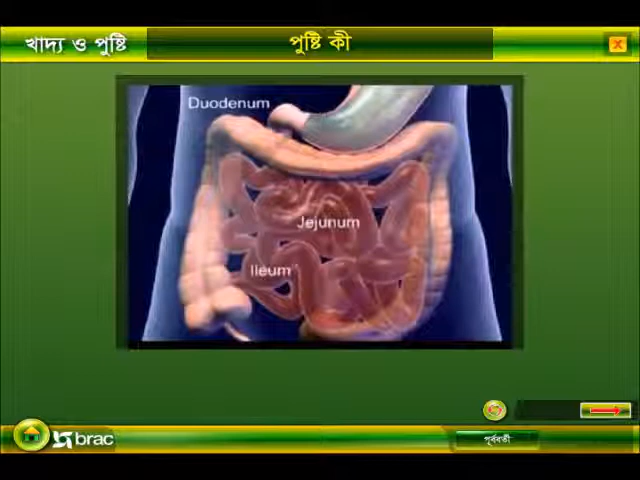 খাদ্য ও পুষ্টি
পুষ্টি কী
X
Duodenum
Jejunum
Ileum
brac
পূর্ববর্তী